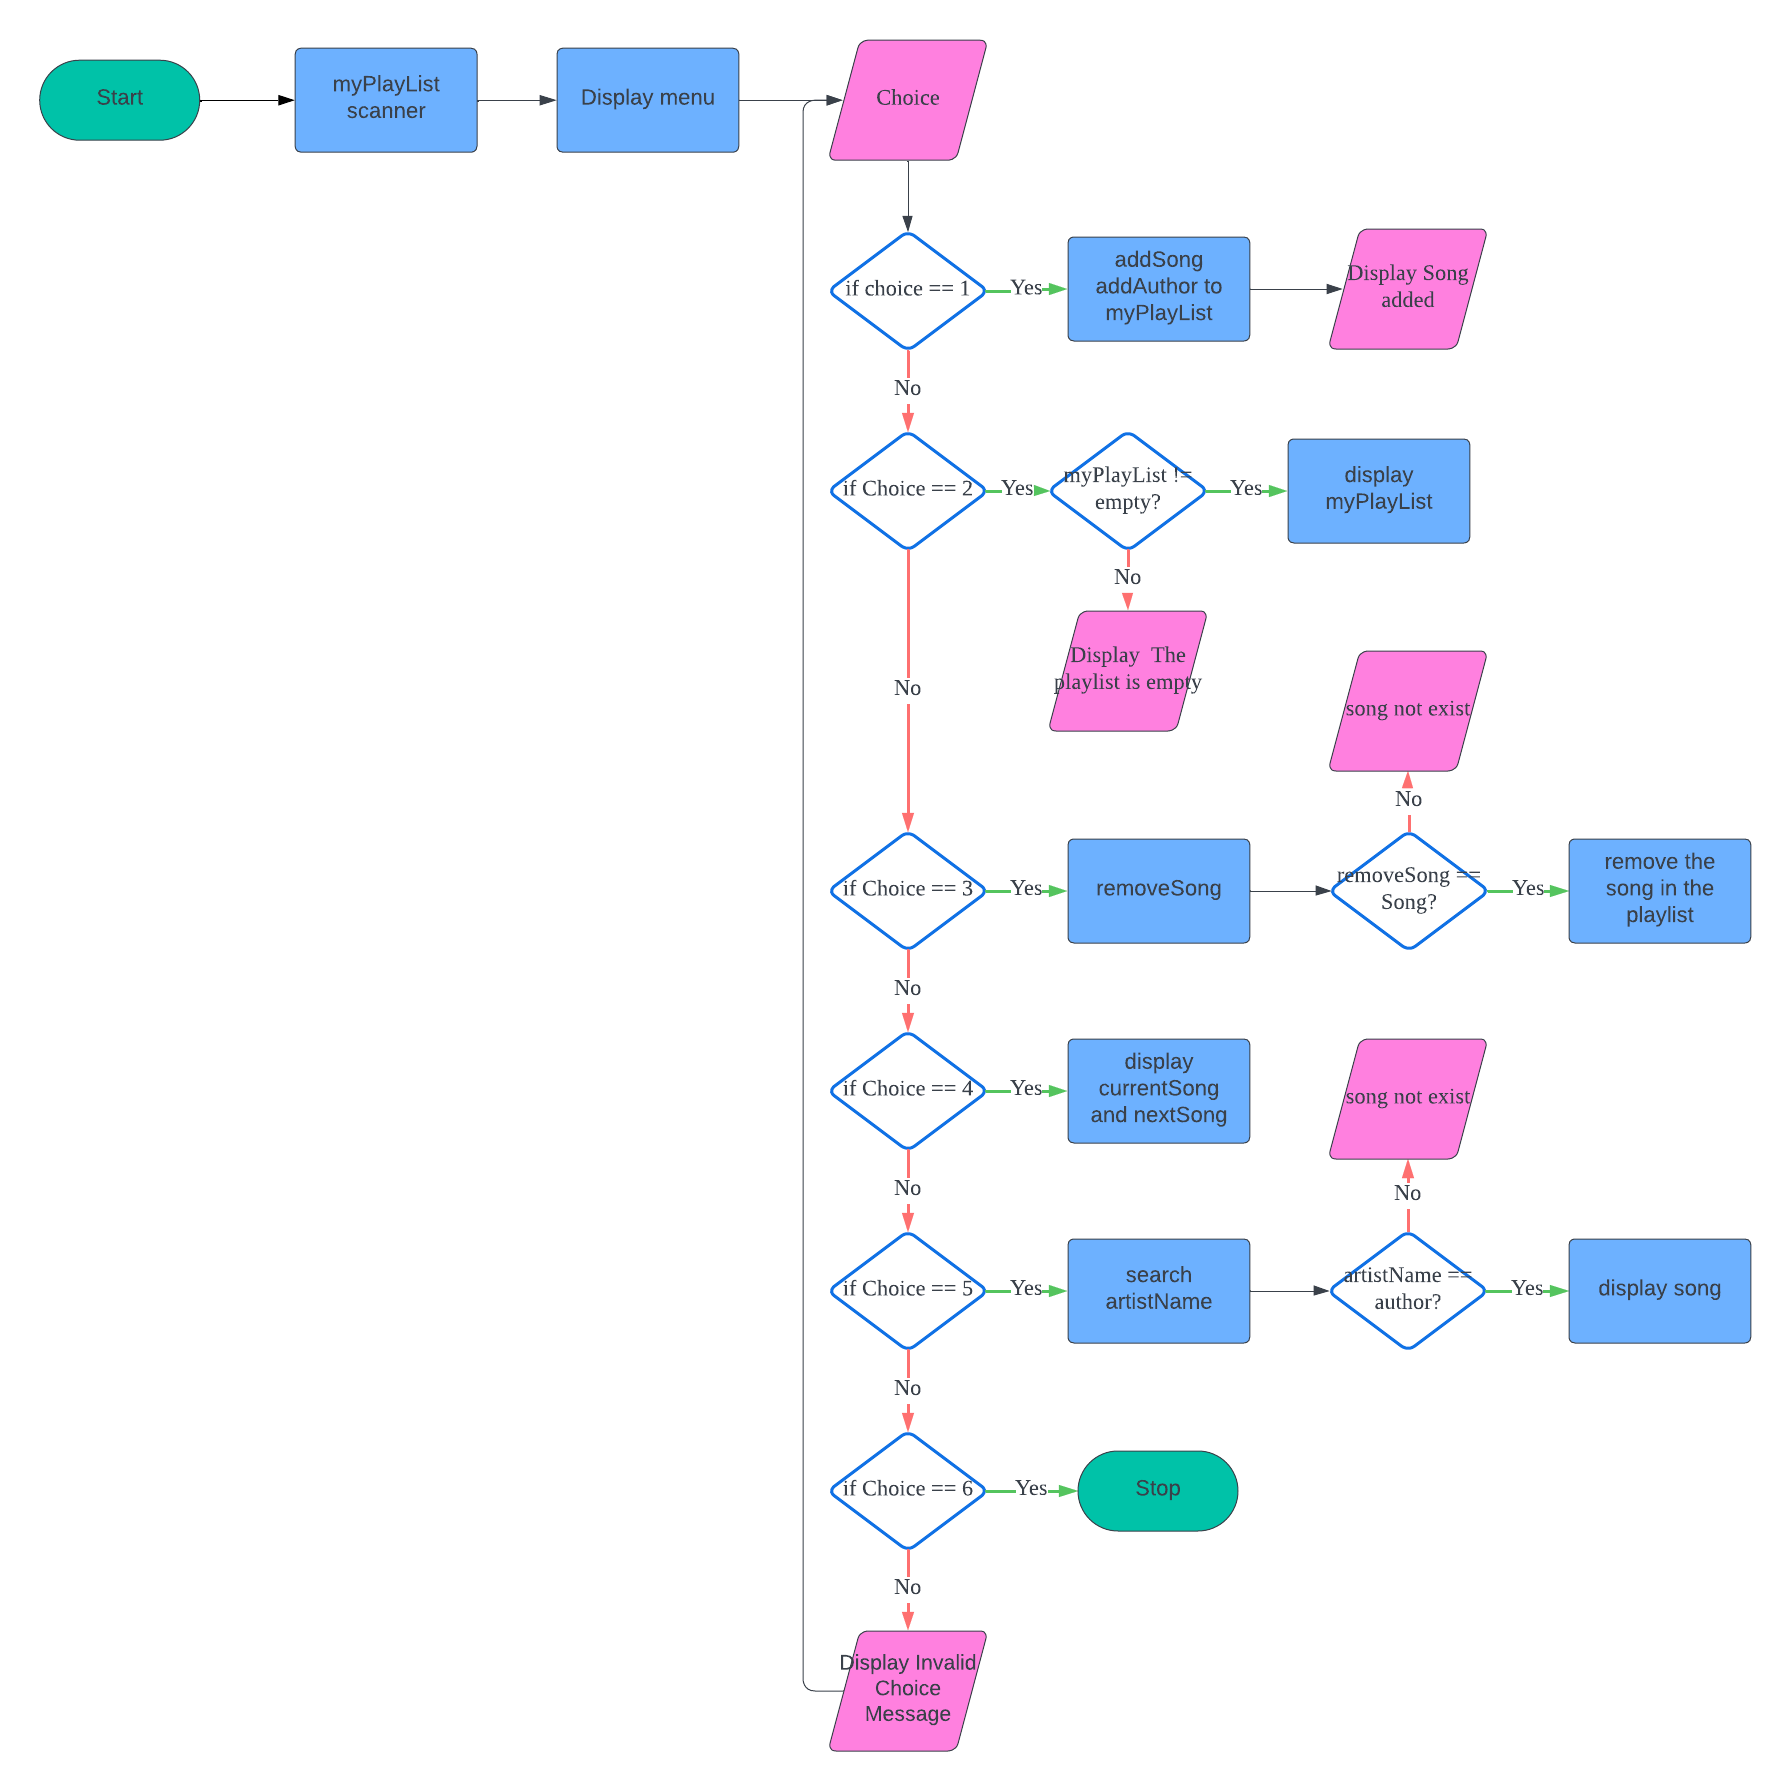 Start
myPlayList
scanner
Display menu
Choice
if choice == 1
Yes
addSong
addAuthor to
myPlayList
Display Song
added
No
if Choice == 2
Yes
myPlayList !=
empty?
Yes
display
myPlayList
No
Display  The
playlist is empty
No
song not exist
No
if Choice == 3
Yes
removeSong
removeSong ==
Song?
Yes
remove the
song in the
playlist
No
if Choice == 4
Yes
display
currentSong
and nextSong
song not exist
No
No
if Choice == 5
Yes
search
artistName
artistName ==
author?
Yes
display song
No
if Choice == 6
Yes
Stop
No
Display Invalid
Choice
Message